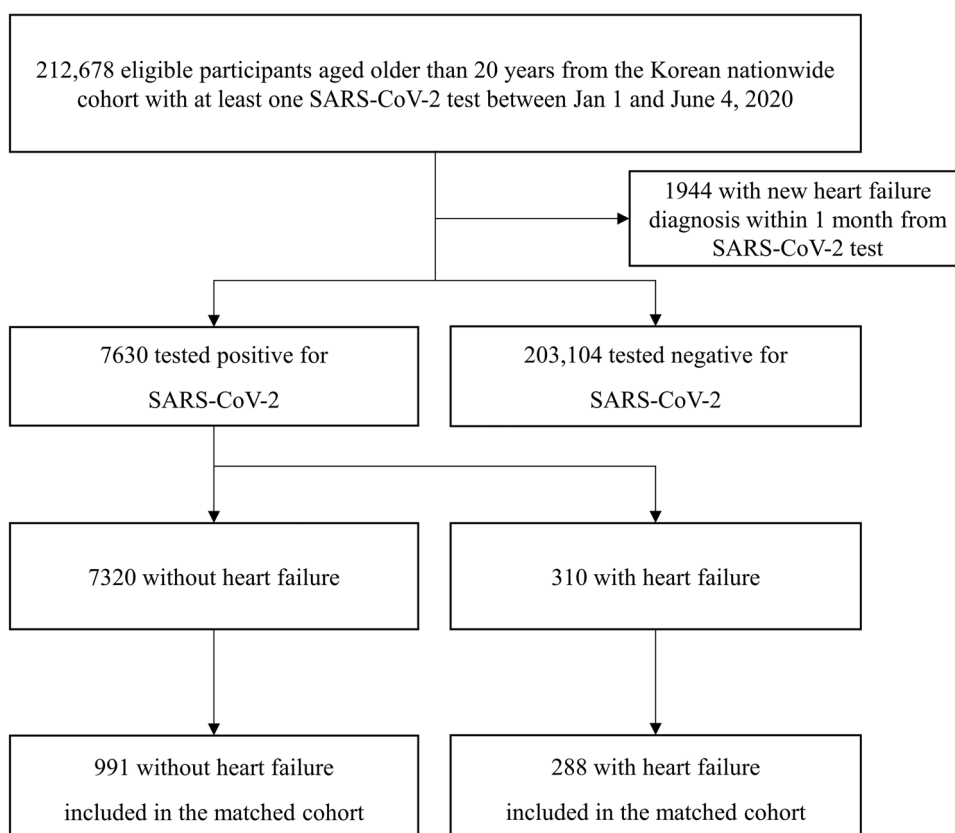 212,678 eligible participants aged older than 20 years from the Korean nationwide
cohort with at least one SARS-CoV-2 test between Jan 1 and June 4, 2020
1944 with new heart failure
diagnosis within 1 month from
SARS-CoV-2 test
7630 tested positive for
SARS-CoV-2
203,104 tested negative for
SARS-CoV-2
7320 without heart failure
310 with heart failure
991 without heart failure
included in the matched cohort
288 with heart failure
included in the matched cohort